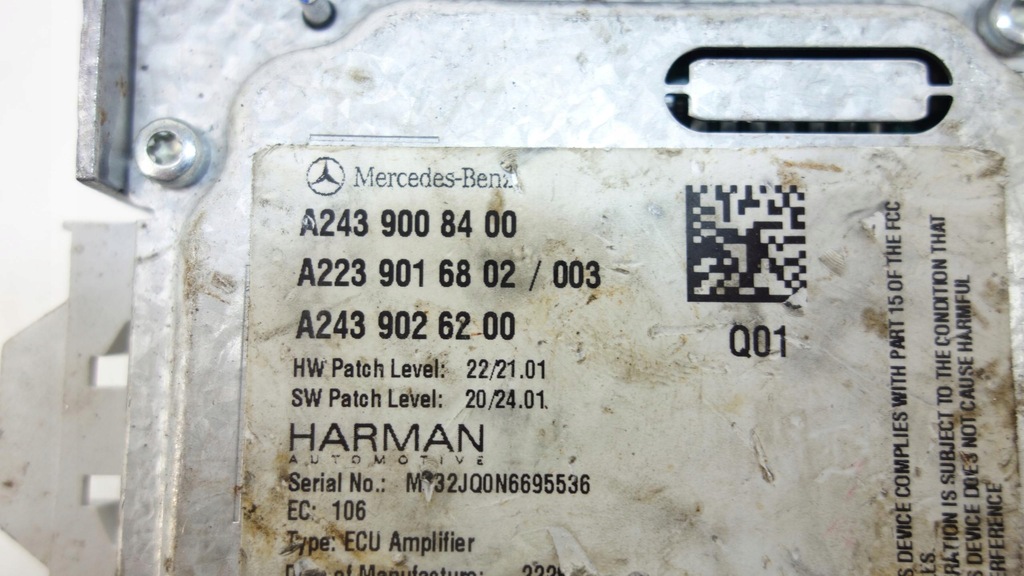 Mercedes-Benz
A243 900 84 00
A223 901 68 02 / 003
A243 902 62 00
HW Patch Level: 22/21.01
SW Patch Level: 20/24.01
HARMAN
AUTOMOTIVE
Serial No.:
EC: 106
Type: ECU Amplifier
of Manufacture:
Q01
DEVICE COMPLIES WITH PART 15 OF THE FCC
IS SUBJECT TO THE CONDITION THAT
DEVICE DOES NOT CAUSE HARMFUL